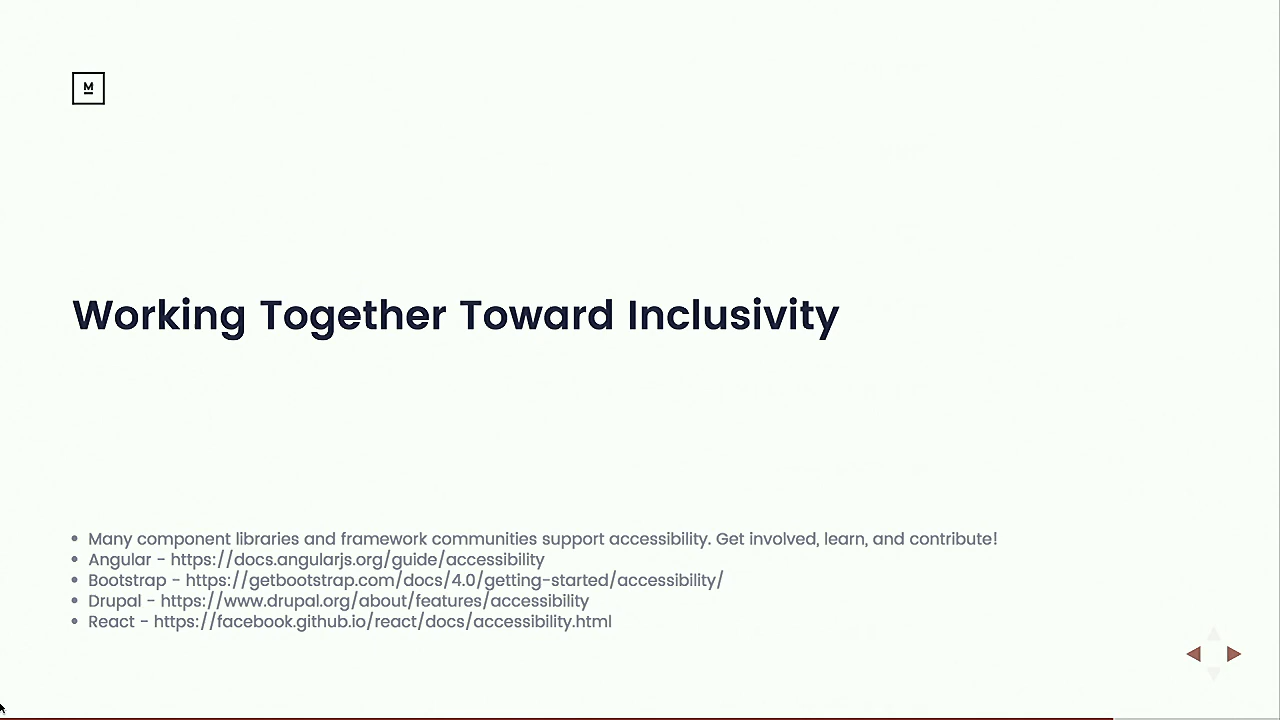 M
Working Together Toward Inclusivity
• Many component libraries and framework communities support accessibility. Get involved, learn, and contribute!
• Angular - https://docs.angularjs.org/guide/accessibility
• Bootstrap - https://getbootstrap.com/docs/4.0/getting-started/accessibility/
• Drupal - https://www.drupal.org/about/features/accessibility
• React - https://facebook.github.io/react/docs/accessibility.html